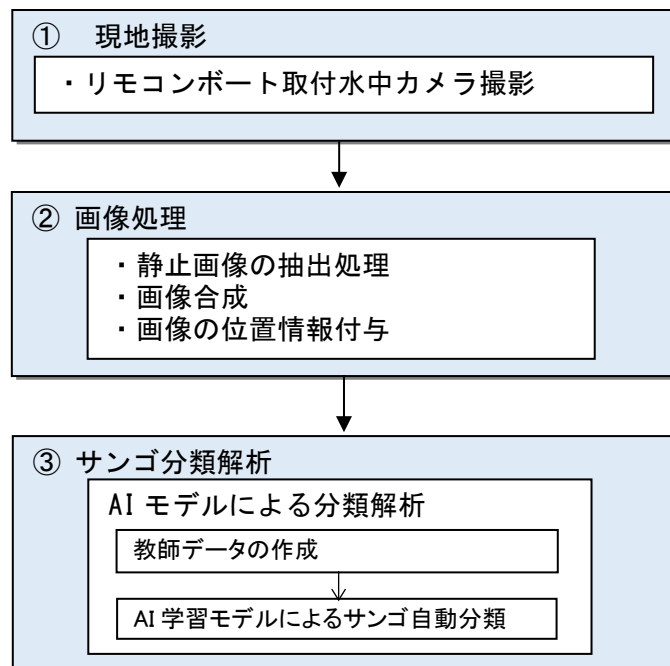 ① 現地撮影
・リモコンボート取付水中カメラ撮影
② 画像処理
・静止画像の抽出処理
・画像合成
・画像の位置情報付与
③ サンゴ分類解析
AI モデルによる分類解析
教師データの作成
AI 学習モデルによるサンゴ自動分類